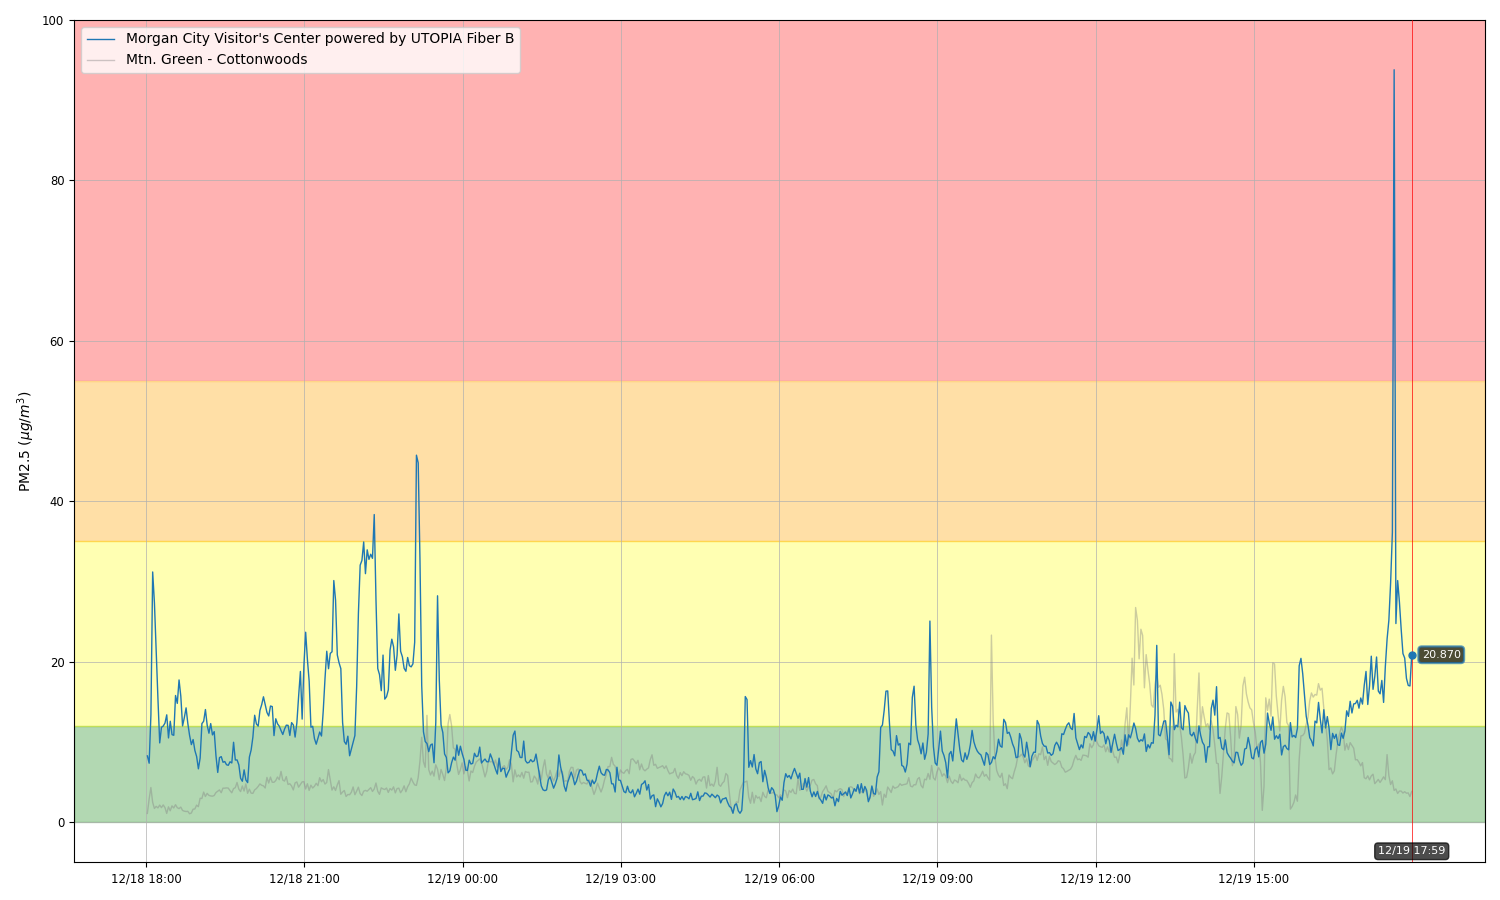 100
80
60
40
20
0
PM2.5 (μg/m³)
Morgan City Visitor's Center powered by UTOPIA Fiber B
Mtn. Green - Cottonwoods
20.870
12/19 17:59
12/18 18:00 12/18 21:00 12/19 00:00 12/19 03:00 12/19 06:00 12/19 09:00 12/19 12:00 12/19 15:00